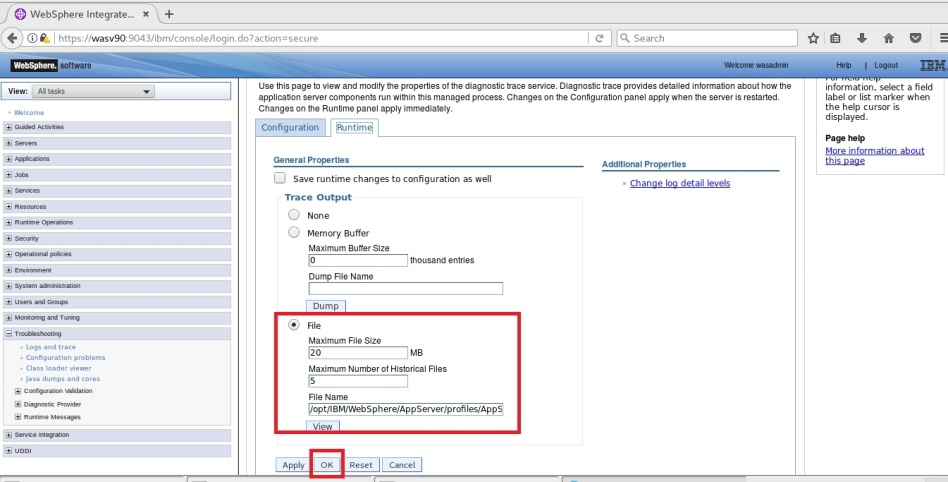 WebSphere Integrate...
https://wasv90:9043/ibm/console/login.do?action=secure
Search
WebSphere. software
Welcome wasadmin
Help | Logout
IBM.
View: All tasks
Welcome
Guided Activities
Servers
Applications
Jobs
Services
Resources
Runtime Operations
Security
Operational policies
Environment
System administration
Users and Groups
Monitoring and Tuning
Troubleshooting
Logs and trace
Configuration problems
Class loader viewer
Java dumps and cores
Configuration Validation
Diagnostic Provider
Runtime Messages
Service integration
UDDI
Use this page to view and modify the properties of the diagnostic trace service. Diagnostic trace provides detailed information about how the
application server components run within this managed process. Changes on the Configuration panel apply when the server is restarted.
Changes on the Runtime panel apply immediately.
Configuration
Runtime
General Properties
Save runtime changes to configuration as well
Trace Output
None
Memory Buffer
Maximum Buffer Size
0 thousand entries
Dump File Name
Dump
File
Maximum File Size
20 MB
Maximum Number of Historical Files
5
File Name
/opt/IBM/WebSphere/AppServer/profiles/AppS
View
Apply OK Reset Cancel
Additional Properties
Change log detail levels
For field help
information, select a field
label or list marker when
the help cursor is
displayed.
Page help
More information about
this page